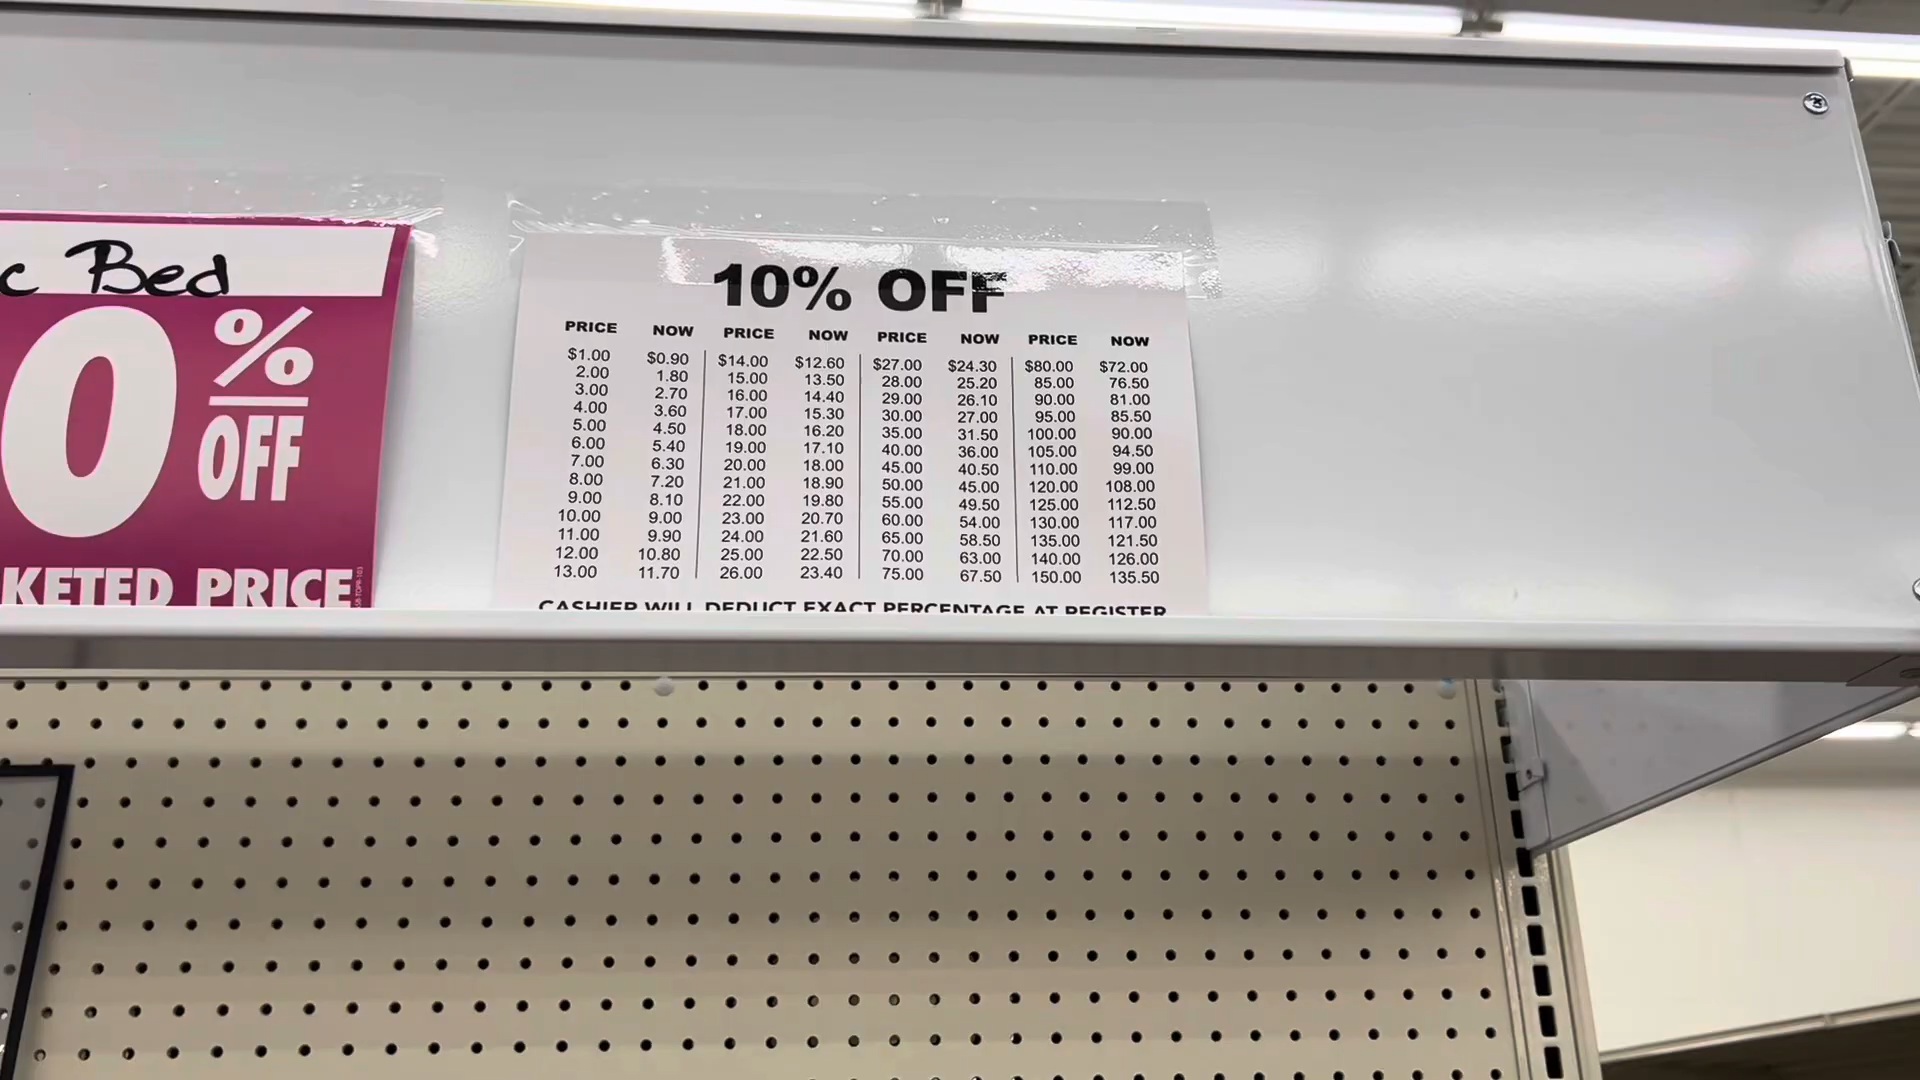 c Bed
0%
OFF
KETED PRICE
10% OFF
PRICE NOW PRICE NOW PRICE NOW PRICE NOW
$1.00 $0.90 $14.00 $12.60 $27.00 $24.30 $80.00 $72.00
2.00 1.80 15.00 13.50 28.00 25.20 85.00 76.50
3.00 2.70 16.00 14.40 29.00 26.10 90.00 81.00
4.00 3.60 17.00 15.30 30.00 27.00 95.00 85.50
5.00 4.50 18.00 16.20 35.00 31.50 100.00 90.00
6.00 5.40 19.00 17.10 40.00 36.00 105.00 94.50
7.00 6.30 20.00 18.00 45.00 40.50 110.00 99.00
8.00 7.20 21.00 18.90 50.00 45.00 120.00 108.00
9.00 8.10 22.00 19.80 55.00 49.50 125.00 112.50
10.00 9.00 23.00 20.70 60.00 54.00 130.00 117.00
11.00 9.90 24.00 21.60 65.00 58.50 135.00 121.50
12.00 10.80 25.00 22.50 70.00 63.00 140.00 126.00
13.00 11.70 26.00 23.40 75.00 67.50 150.00 135.50
CASHIER WILL DEDUCT EXACT PERCENTAGE AT REGISTER